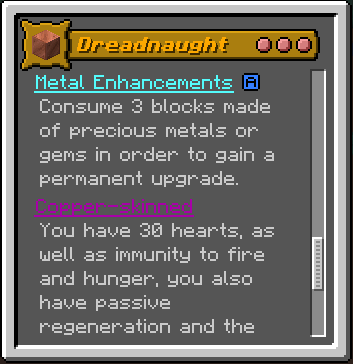 Dreadnaught
Metal Enhancements A
Consume 3 blocks made
of precious metals or
gems in order to gain a
permanent upgrade.
Copper-skinned
You have 30 hearts, as
well as immunity to fire
and hunger, you also
have passive
regeneration and the